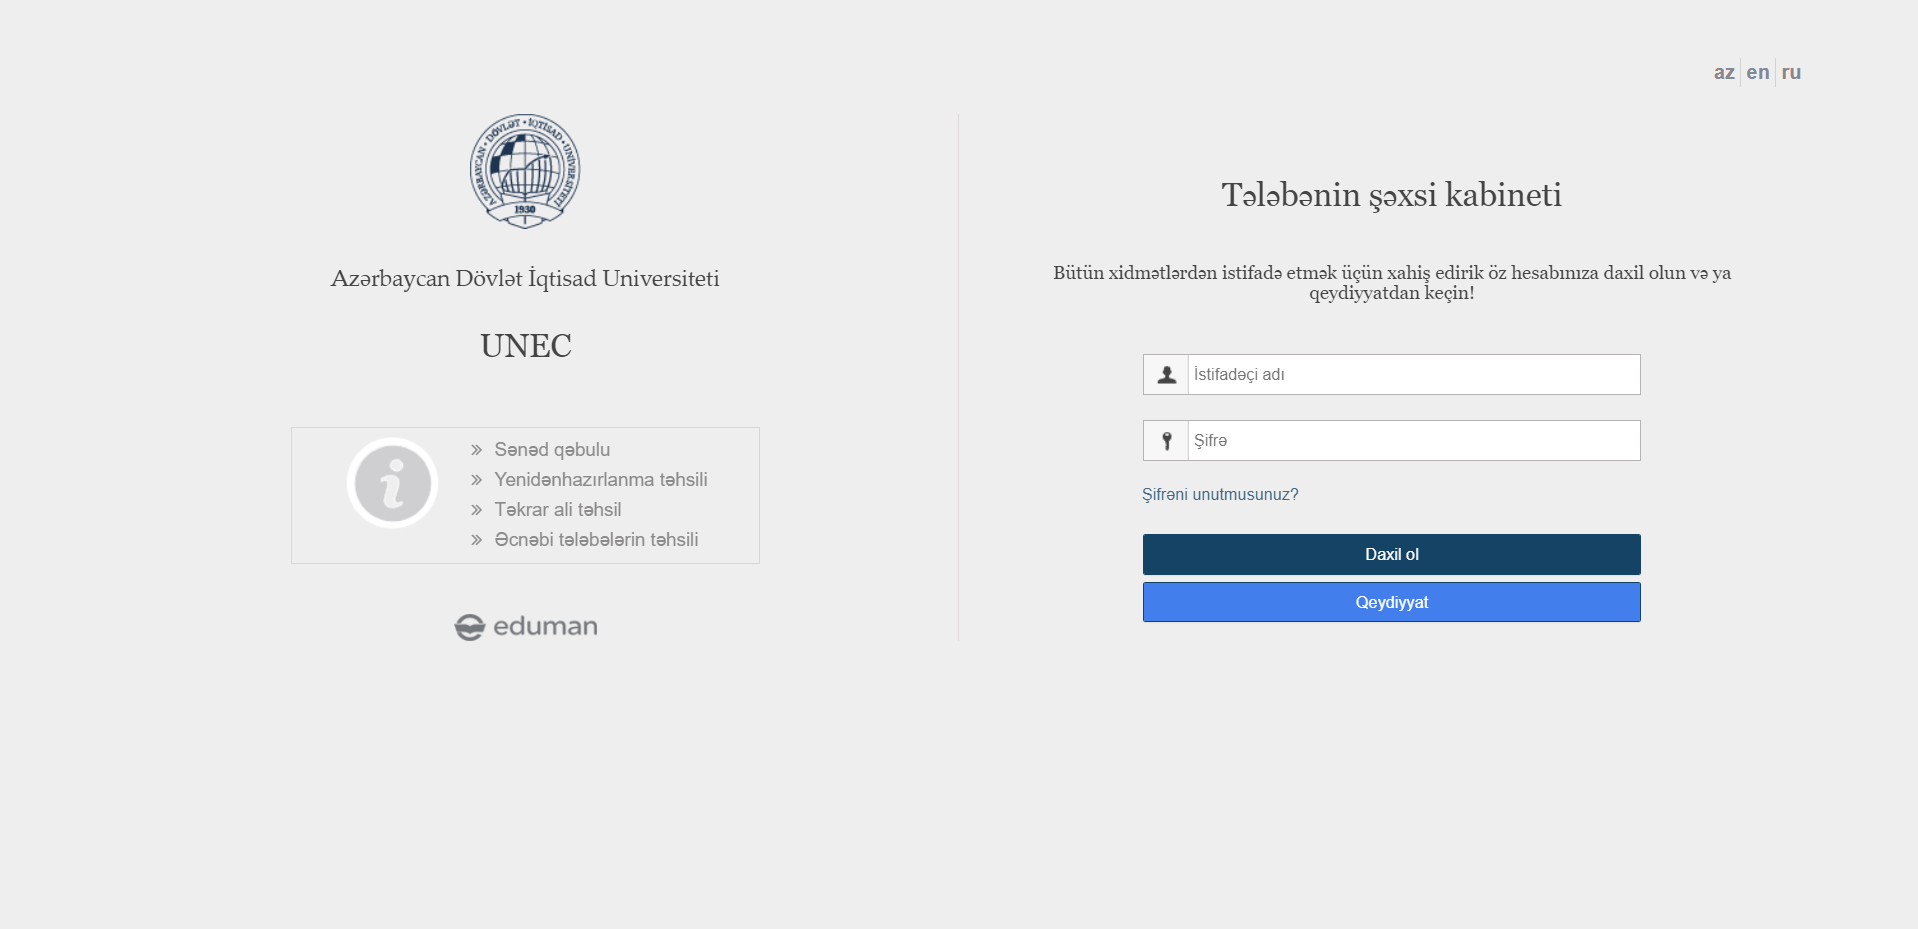 az en ru
AZƏRBAYCAN • DÖVLƏT • İQTİSAD • UNİVERSİTETİ
1930
Azərbaycan Dövlət İqtisad Universiteti
UNEC
» Sənəd qəbulu
» Yenidənhazırlanma təhsili
» Təkrar ali təhsil
» Əcnəbi tələbələrin təhsili
eduman
Tələbənin şəxsi kabineti
Bütün xidmətlərdən istifadə etmək üçün xahiş edirik öz hesabınıza daxil olun və ya
qeydiyyatdan keçin!
İstifadəçi adı
Şifrə
Şifrəni unutmusunuz?
Daxil ol
Qeydiyyat